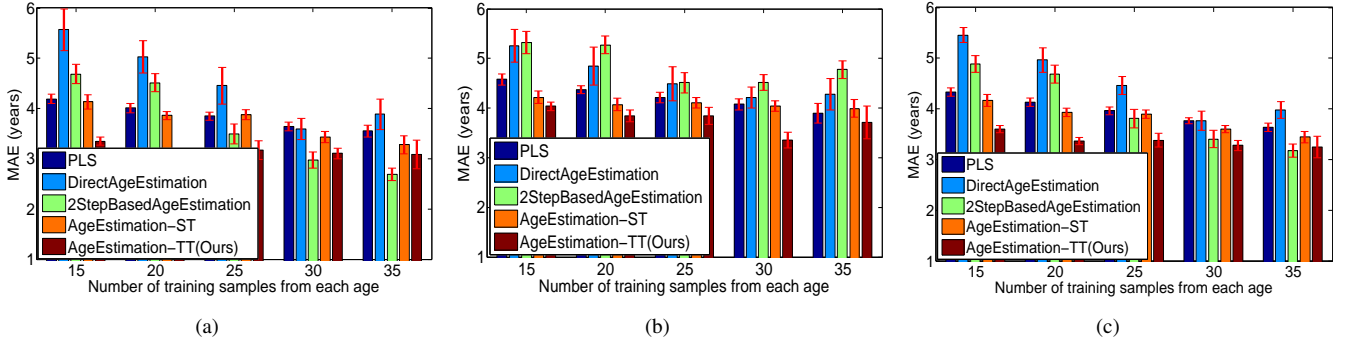 6
5
4
3
2
1
MAE (years)
PLS
DirectAgeEstimation
2StepBasedAgeEstimation
AgeEstimation-ST
AgeEstimation-TT(Ours)
15 20 25 30 35
Number of training samples from each age
(a)
6
5
4
3
2
1
MAE (years)
PLS
DirectAgeEstimation
2StepBasedAgeEstimation
AgeEstimation-ST
AgeEstimation-TT(Ours)
15 20 25 30 35
Number of training samples from each age
(b)
6
5
4
3
2
1
MAE (years)
PLS
DirectAgeEstimation
2StepBasedAgeEstimation
AgeEstimation-ST
AgeEstimation-TT(Ours)
15 20 25 30 35
Number of training samples from each age
(c)